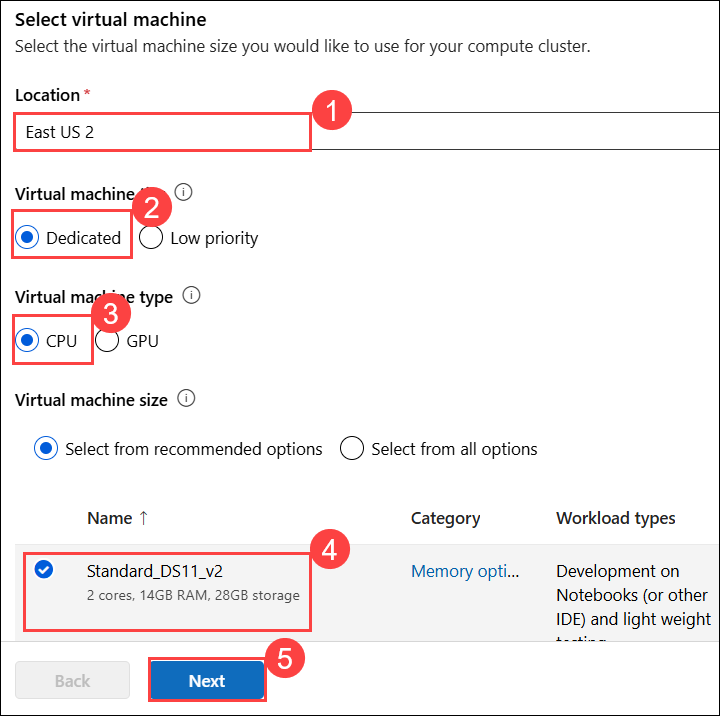 Select virtual machine
Select the virtual machine size you would like to use for your compute cluster.
Location *
1
East US 2
Virtual machine
2
Dedicated Low priority
Virtual machine type
3
CPU GPU
Virtual machine size
Select from recommended options Select from all options
Name ↑ Category Workload types
4
Standard_DS11_v2 Memory opti... Development on
2 cores, 14GB RAM, 28GB storage Notebooks (or other
IDE) and light weight
5
Back Next